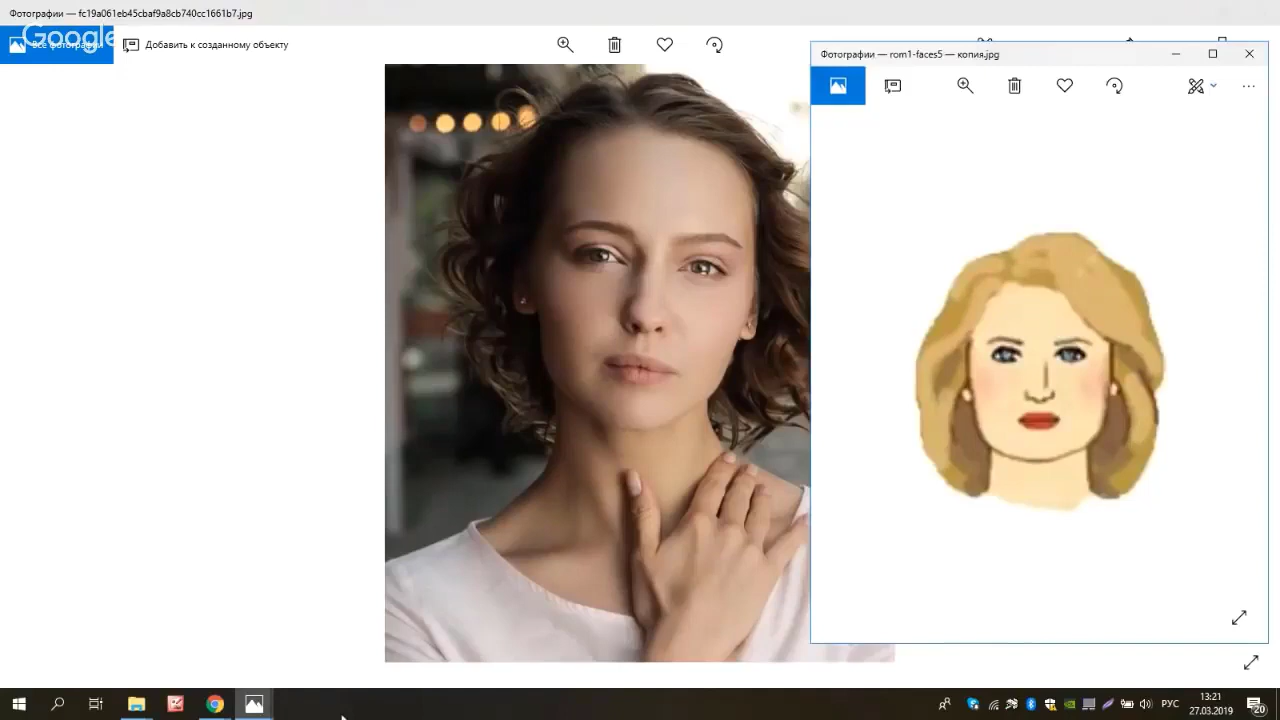 Фотографии — fc19a061eb45cbaf9a8cb740cc1661b7.jpg
Google
Все фотографии
Добавить к созданному объекту
Фотографии — rom1-faces5 — копия.jpg
РУС
13:21
27.03.2019
20